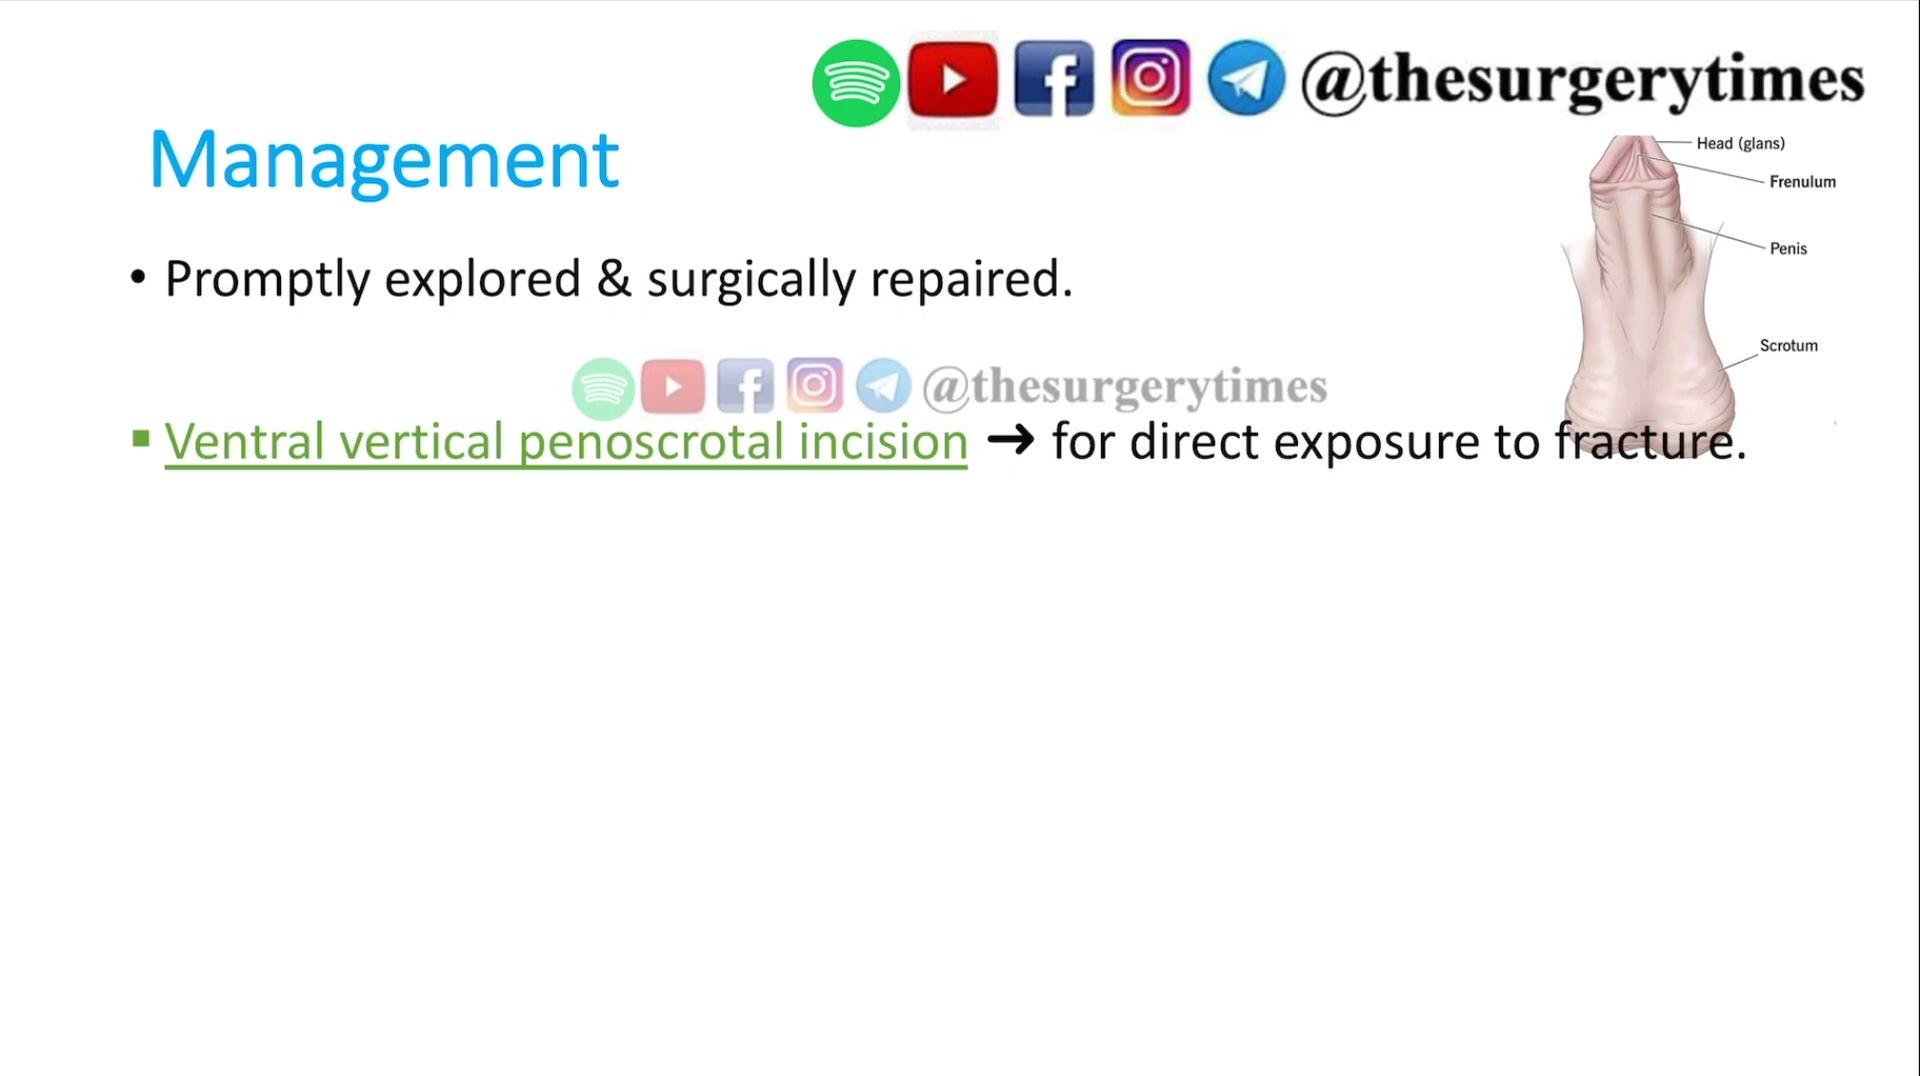 @thesurgerytimes
Management
Head (glans)
Frenulum
Penis
Scrotum
• Promptly explored & surgically repaired.
@thesurgerytimes
▪ Ventral vertical penoscrotal incision → for direct exposure to fracture.